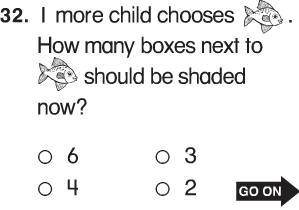 32. 1 more child chooses .
How many boxes next to
should be shaded
now?
6 3
4 2
GO ON